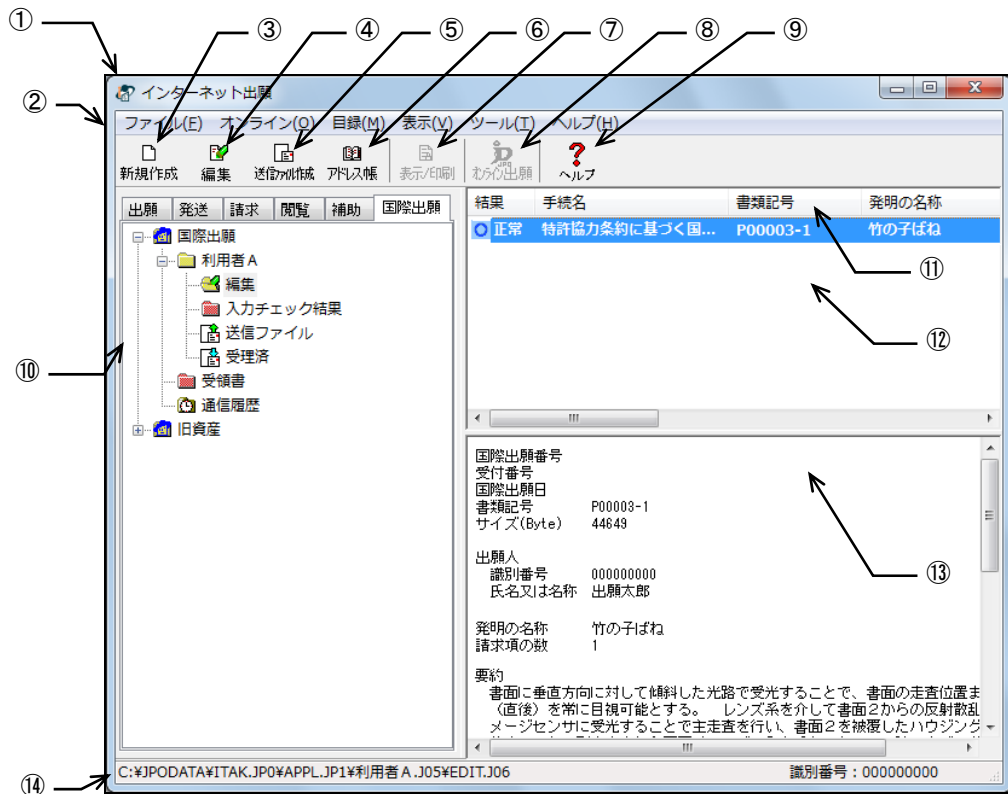 ① ③ ④ ⑤ ⑥ ⑦ ⑧ ⑨
インターネット出願
②
ファイル(F) オンライン(O) 目録(M) 表示(V) ツール(T) ヘルプ(H)
新規作成 編集 送信ﾌｧｲﾙ作成 ｱﾄﾞﾚｽ帳 表示/印刷 ｵﾝﾗｲﾝ出願 ヘルプ
出願 発送 請求 閲覧 補助 国際出願
国際出願
利用者A
編集
入力チェック結果
送信ファイル
受理済
受領書
通信履歴
旧資産
⑩
結果 手続名 書類記号 発明の名称
正常 特許協力条約に基づく国... P00003-1 竹の子ばね
⑪
⑫
国際出願番号
受付番号
国際出願日
書類記号 P00003-1
サイズ(Byte) 44649
出願人
識別番号 000000000
氏名又は名称 出願太郎
⑬
発明の名称 竹の子ばね
請求項の数 1
要約
書面に垂直方向に対して傾斜した光路で受光することで、書面の走査位置ま
（直後）を常に目視可能とする。 レンズ系を介して書面２からの反射散乱
メージセンサに受光することで主走査を行い、書面２を被覆したハウジング
C:¥JPODATA¥ITAK.JP0¥APPL.JP1¥利用者A.J05¥EDIT.J06 識別番号：000000000
⑭